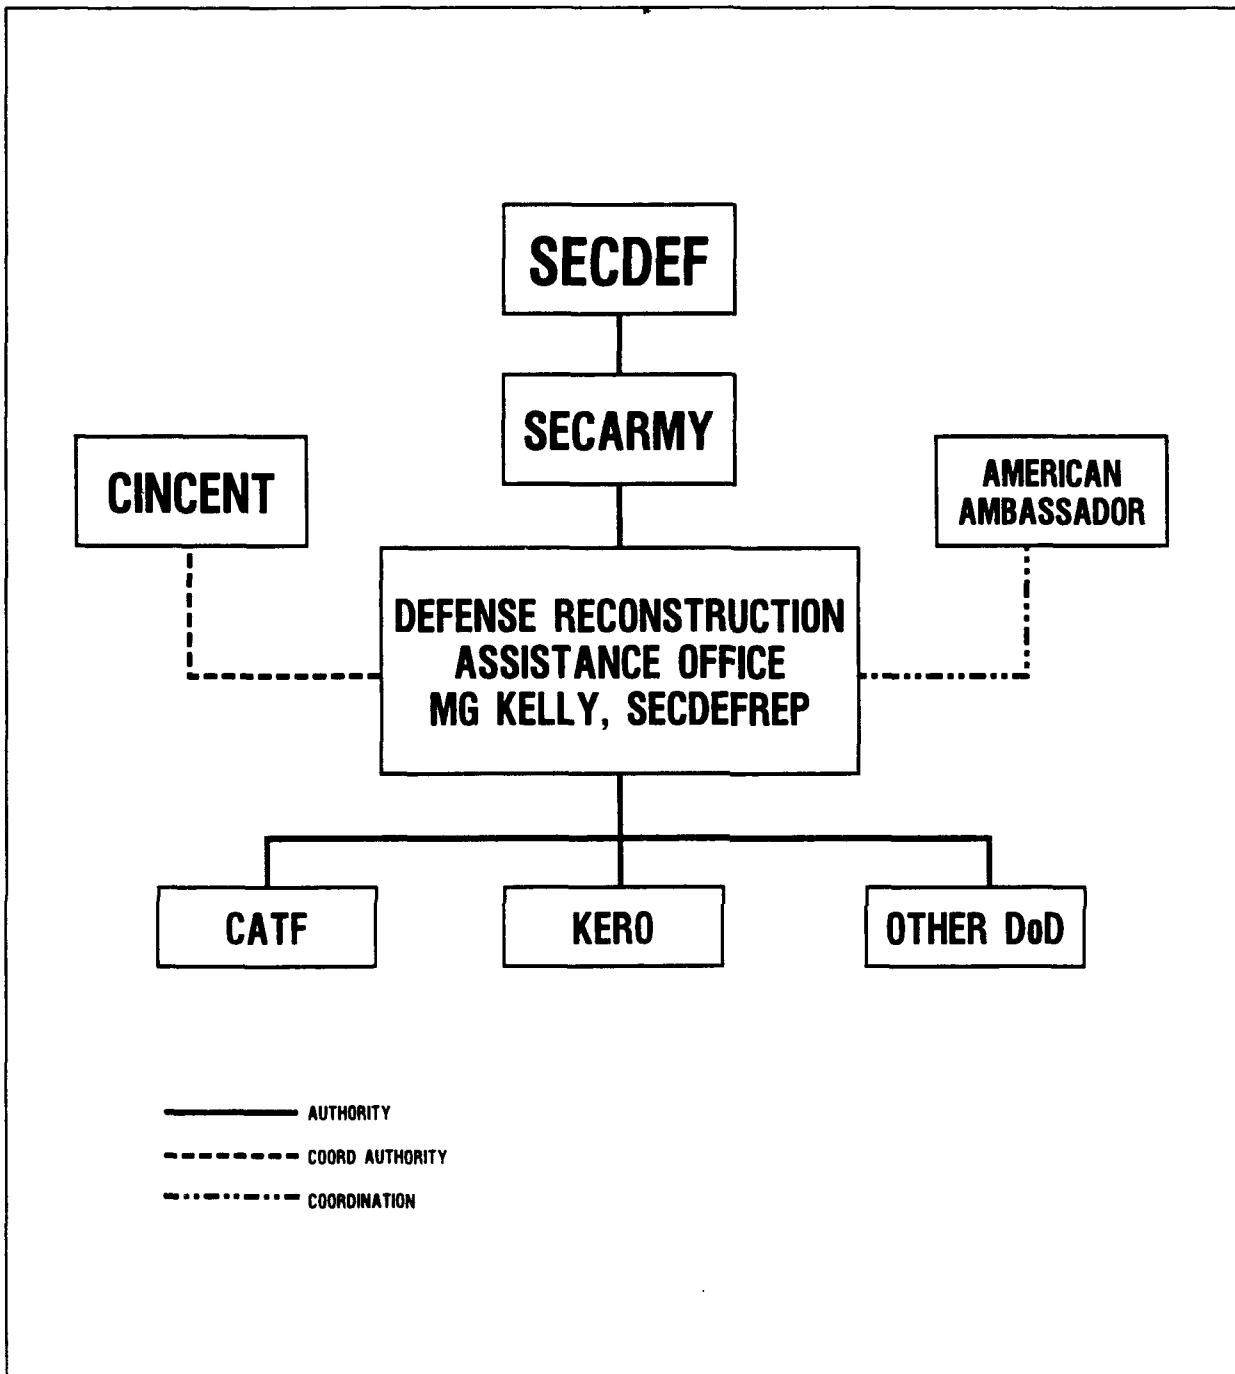 SECDEF
SECARMY
CINCENT
AMERICAN
AMBASSADOR
DEFENSE RECONSTRUCTION
ASSISTANCE OFFICE
MG KELLY, SECDEFREP
CATF
KERO
OTHER DoD
AUTHORITY
COORD AUTHORITY
COORDINATION